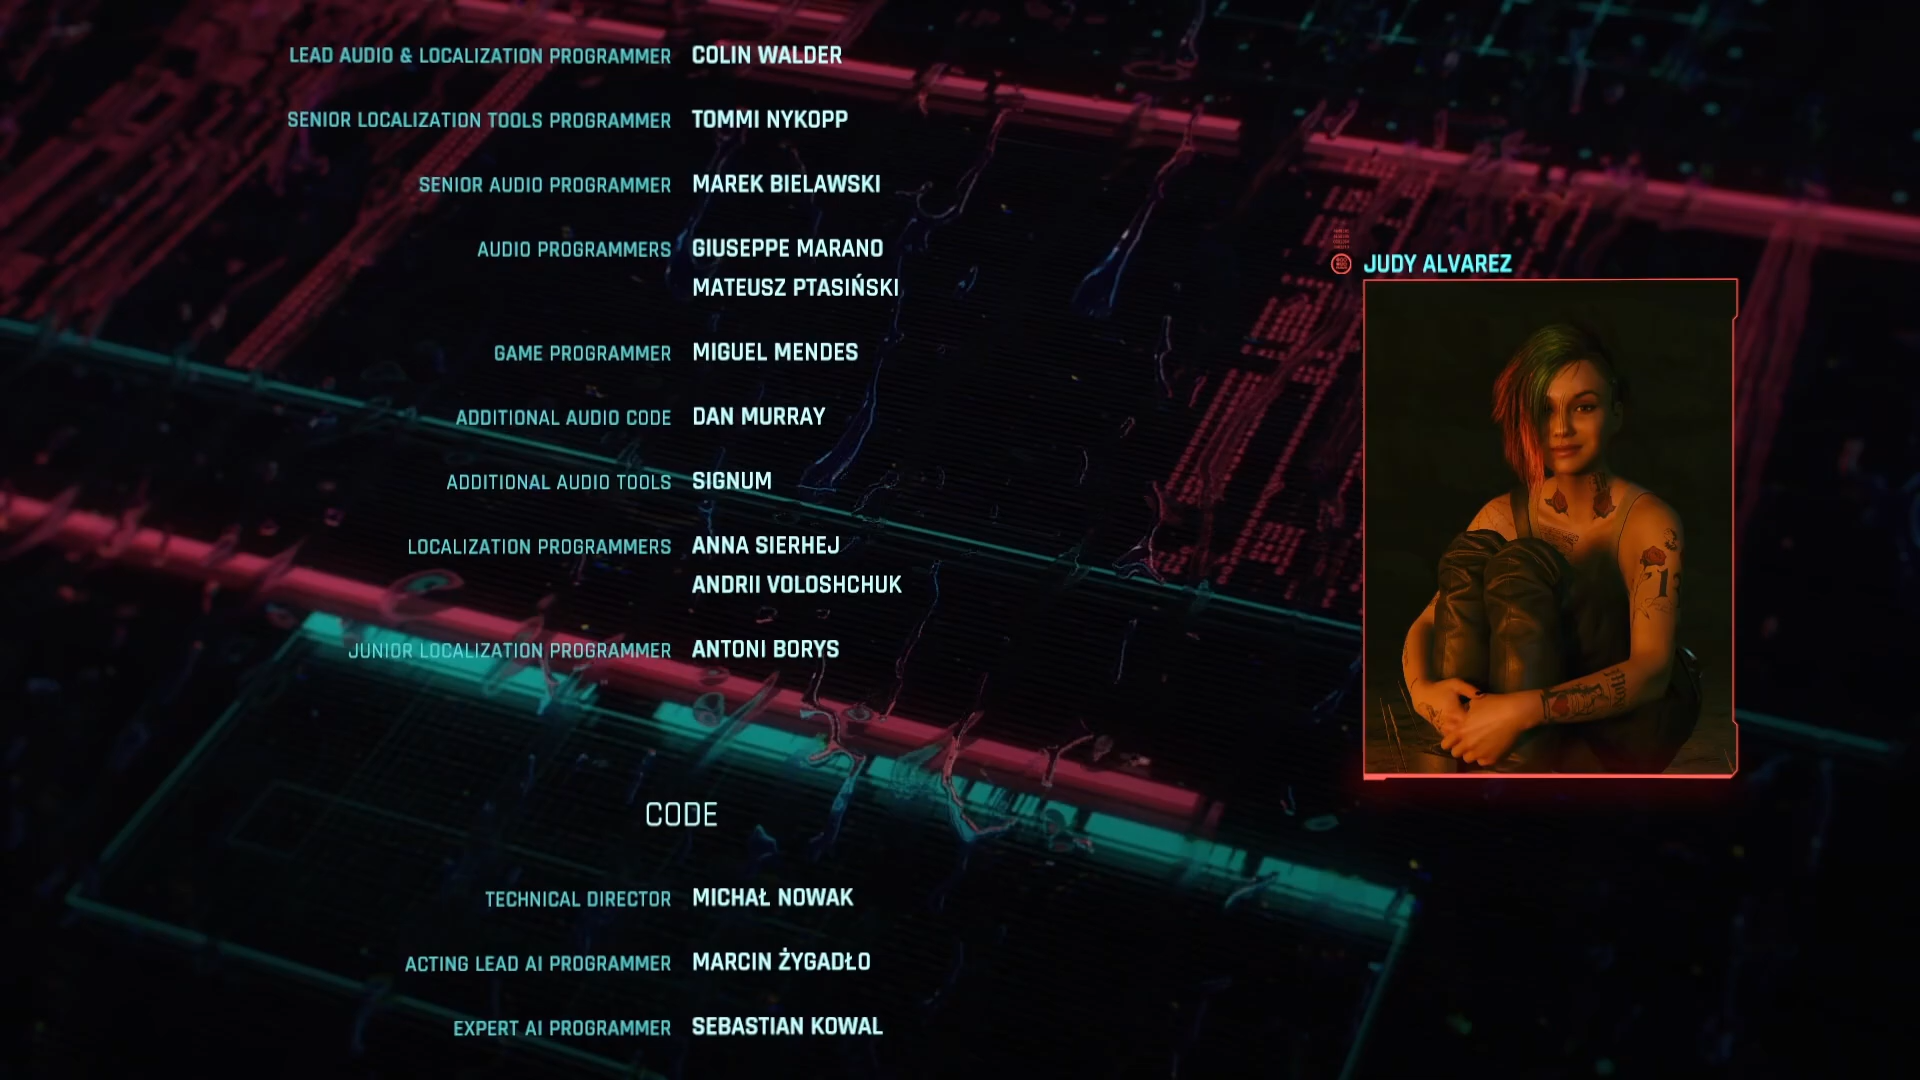 LEAD AUDIO & LOCALIZATION PROGRAMMER COLIN WALDER
SENIOR LOCALIZATION TOOLS PROGRAMMER TOMMI NYKOPP
SENIOR AUDIO PROGRAMMER MAREK BIELAWSKI
AUDIO PROGRAMMERS GIUSEPPE MARANO
MATEUSZ PTASIŃSKI
GAME PROGRAMMER MIGUEL MENDES
ADDITIONAL AUDIO CODE DAN MURRAY
ADDITIONAL AUDIO TOOLS SIGNUM
LOCALIZATION PROGRAMMERS ANNA SIERHEJ
ANDRII VOLOSHCHUK
JUNIOR LOCALIZATION PROGRAMMER ANTONI BORYS
CODE
TECHNICAL DIRECTOR MICHAŁ NOWAK
ACTING LEAD AI PROGRAMMER MARCIN ŻYGADŁO
EXPERT AI PROGRAMMER SEBASTIAN KOWAL
JUDY ALVAREZ